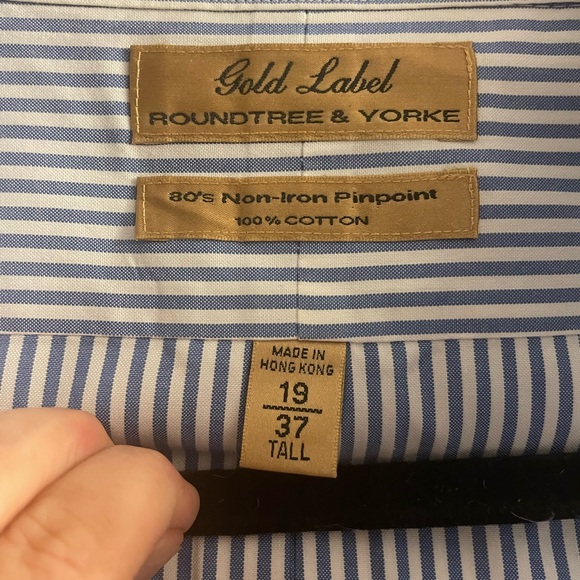 Gold Label
ROUNDTREE & YORKE
80's Non-Iron Pinpoint
100% COTTON
MADE IN
HONG KONG
19
37
TALL